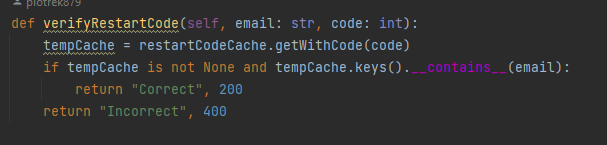 piotrek879
def verifyRestartCode(self, email: str, code: int):
    tempCache = restartCodeCache.getWithCode(code)
    if tempCache is not None and tempCache.keys().__contains__(email):
        return "Correct", 200
    return "Incorrect", 400